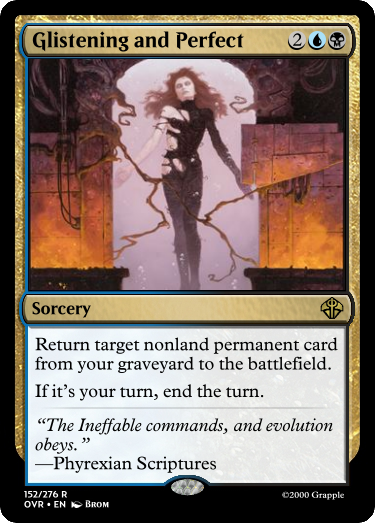 Glistening and Perfect 2
Sorcery
Return target nonland permanent card
from your graveyard to the battlefield.
If it's your turn, end the turn.
“The Ineffable commands, and evolution
obeys.”
—Phyrexian Scriptures
152/276 R
OVR • EN BROM
©2000 Grapple